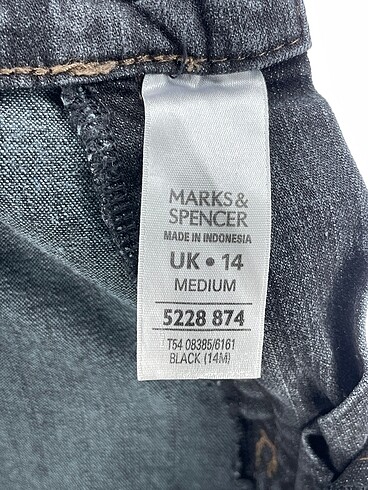 MARKS &
SPENCER
MADE IN INDONESIA
UK • 14
MEDIUM
5228 874
T54 08385/6161
BLACK (14M)